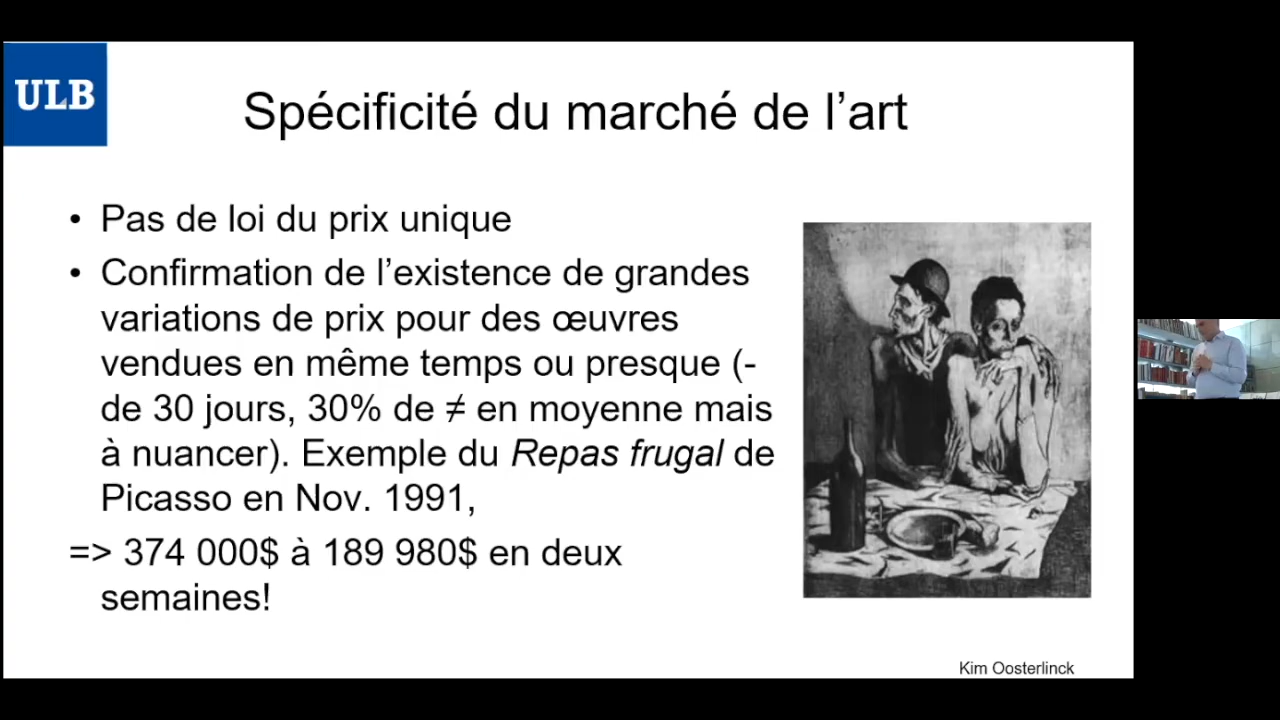 ULB
Spécificité du marché de l’art
• Pas de loi du prix unique
• Confirmation de l’existence de grandes
variations de prix pour des œuvres
vendues en même temps ou presque (-
de 30 jours, 30% de ≠ en moyenne mais
à nuancer). Exemple du Repas frugal de
Picasso en Nov. 1991,
=> 374 000$ à 189 980$ en deux
semaines!
Kim Oosterlinck